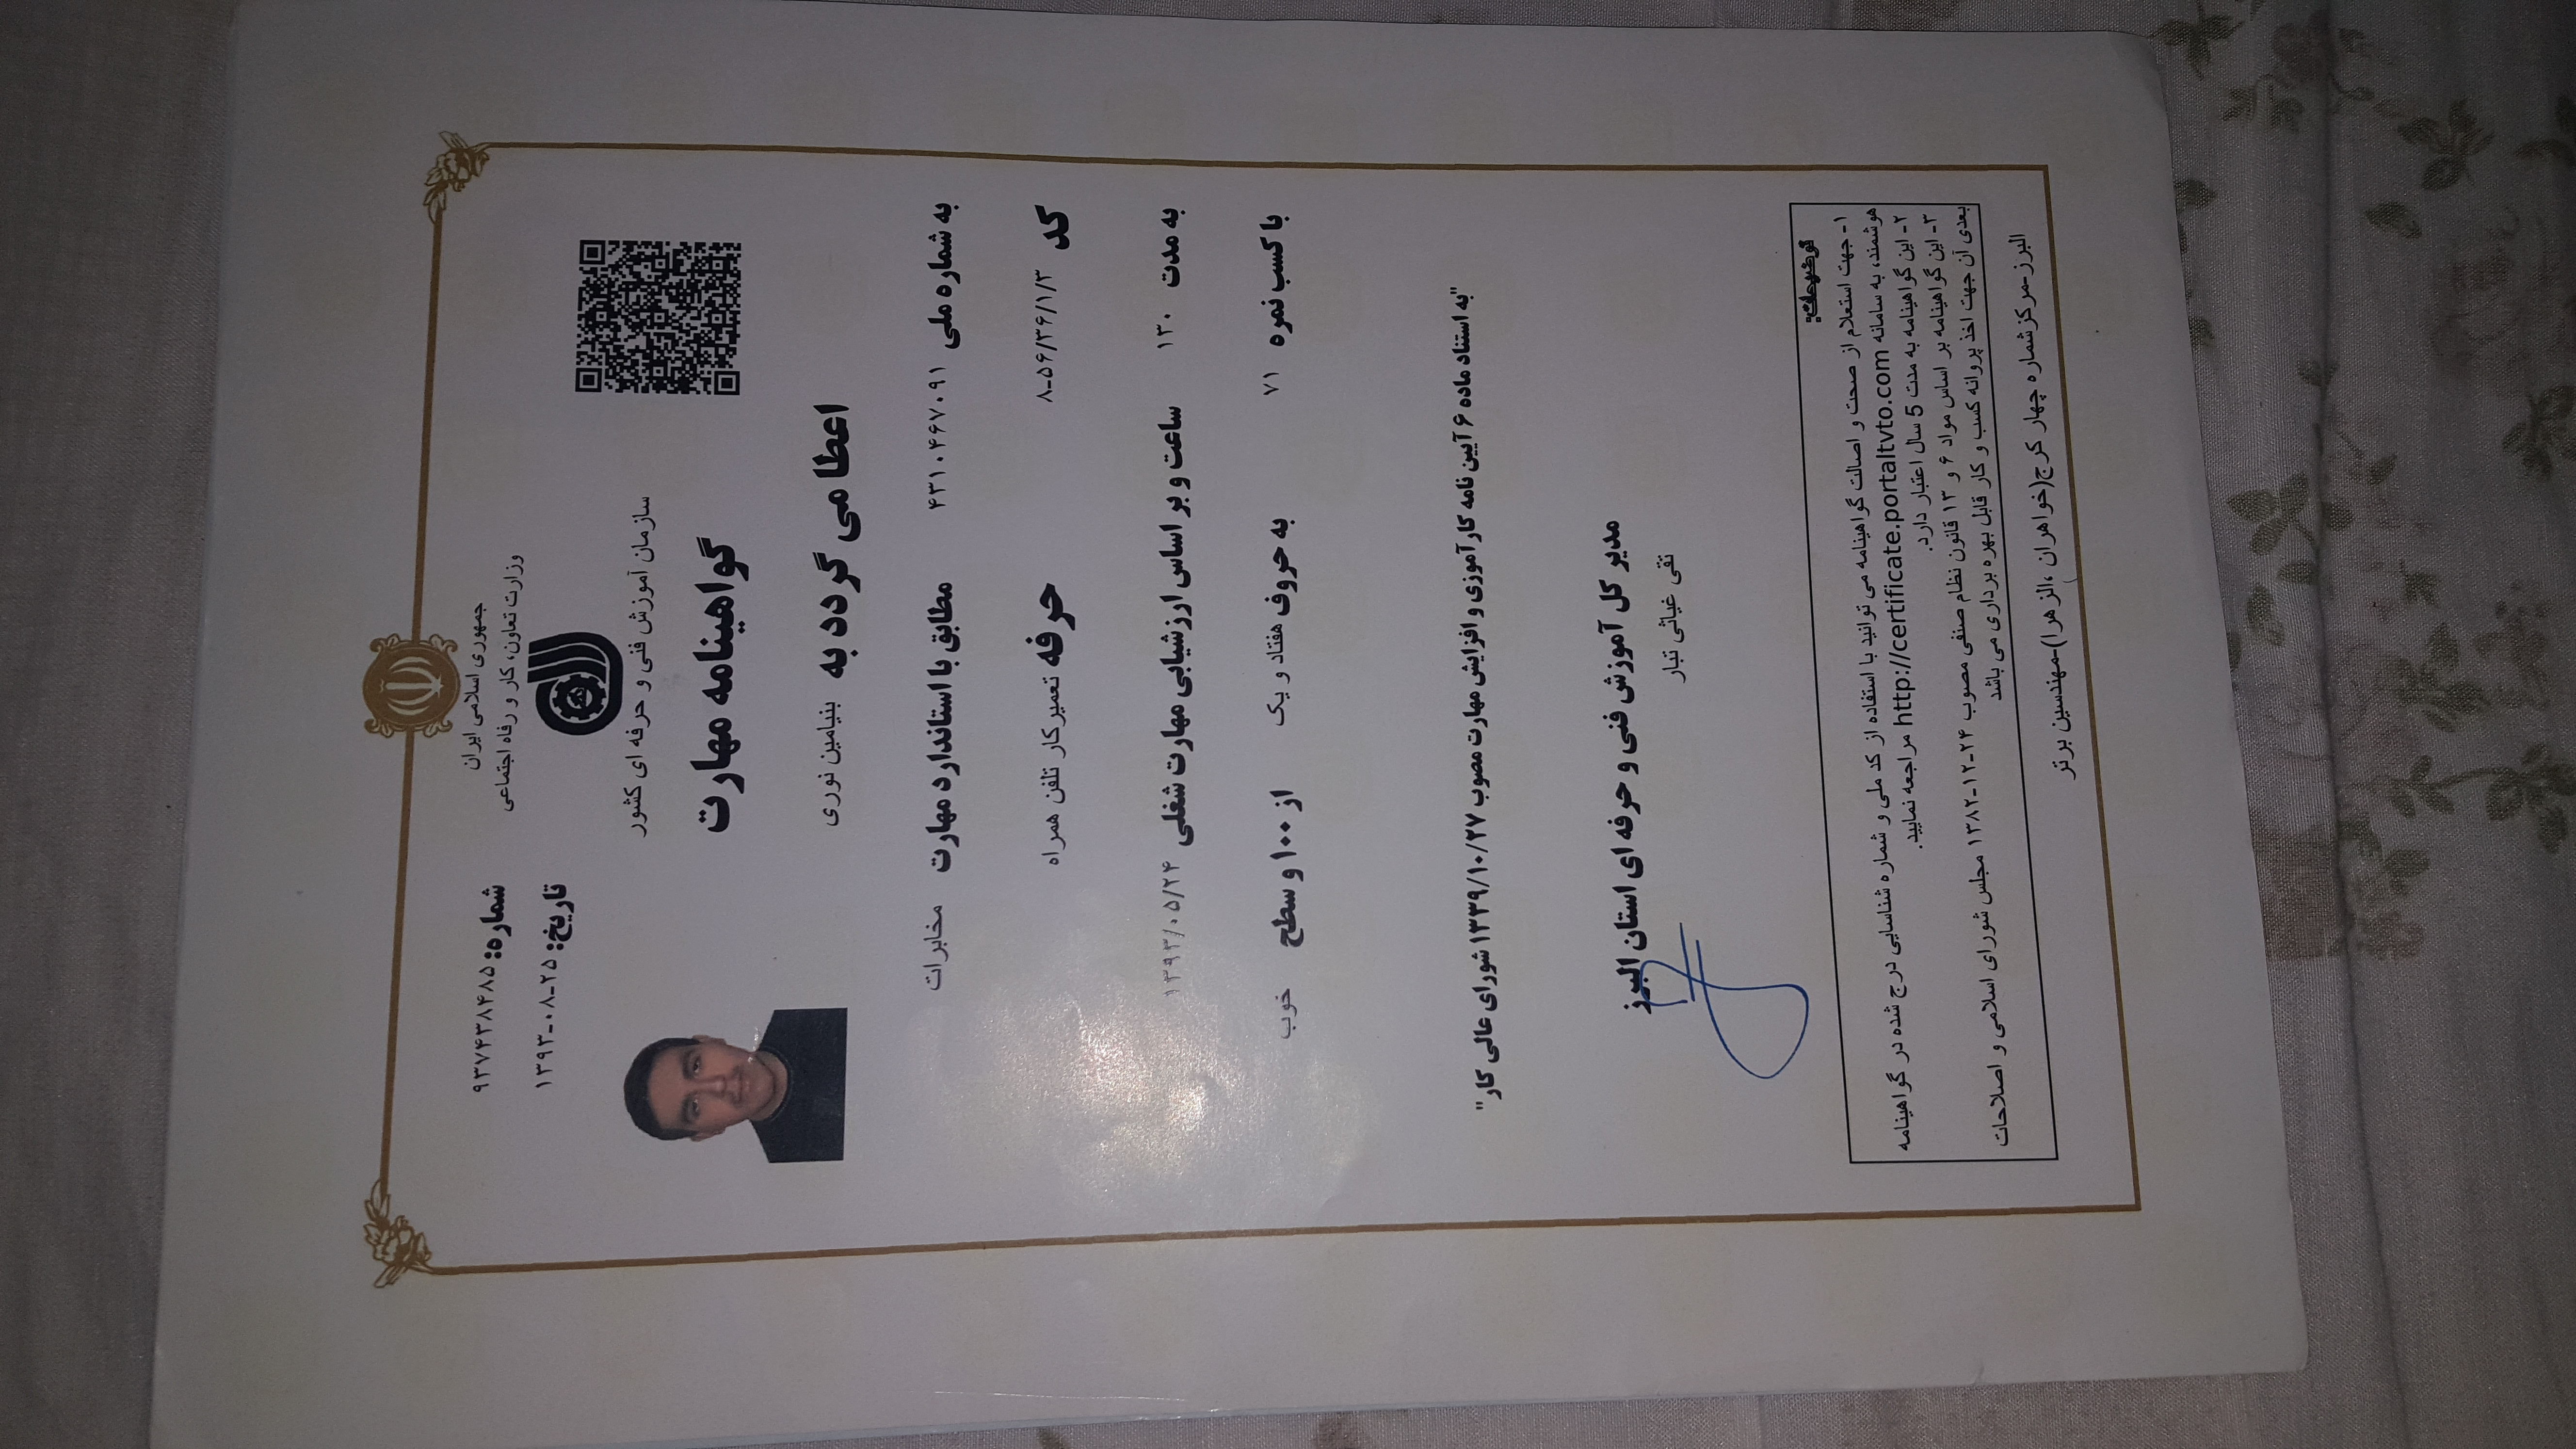 جمهوری اسلامی ایران
وزارت تعاون، کار و رفاه اجتماعی
شماره: ۹۳۷۴۳۸۴۸۵
تاریخ: ۲۵-۰۸-۱۳۹۳
سازمان آموزش فنی و حرفه ای کشور
گواهینامه مهارت
اعطا می گردد به بنیامین نوری
به شماره ملی ۴۳۱۰۴۶۷۰۹۱ مطابق با استاندارد مهارت مخابرات
کد ۸-۵۶/۳۶/۱/۳ حرفه تعمیرکار تلفن همراه
به مدت ۱۳۰ ساعت و بر اساس ارزشیابی مهارت شغلی ۱۳۹۳/۰۵/۲۴
با کسب نمره ۷۱ به حروف هفتاد و یک از ۱۰۰ و سطح خوب
"به استناد ماده ۶ آیین نامه کارآموزی و افزایش مهارت مصوب ۱۳۳۹/۱۰/۲۷ شورای عالی کار"
مدیر کل آموزش فنی و حرفه ای استان البرز
تقی غیاثی تبار
توضیحات:
۱- جهت استعلام از صحت و اصالت گواهینامه می توانید با استفاده از کد ملی و شماره شناسایی درج شده در گواهینامه
هوشمند، به سامانه http://certificate.portaltvto.com مراجعه نمایید.
۲- این گواهینامه به مدت 5 سال اعتبار دارد.
۳- این گواهینامه بر اساس مواد ۶ و ۱۳ قانون نظام صنفی مصوب ۲۴-۱۲-۱۳۸۲ مجلس شورای اسلامی و اصلاحات
بعدی آن جهت اخذ پروانه کسب و کار قابل بهره برداری می باشد
البرز-مرکزشماره چهار کرج(خواهران ،الزهرا)-مهندسین برتر